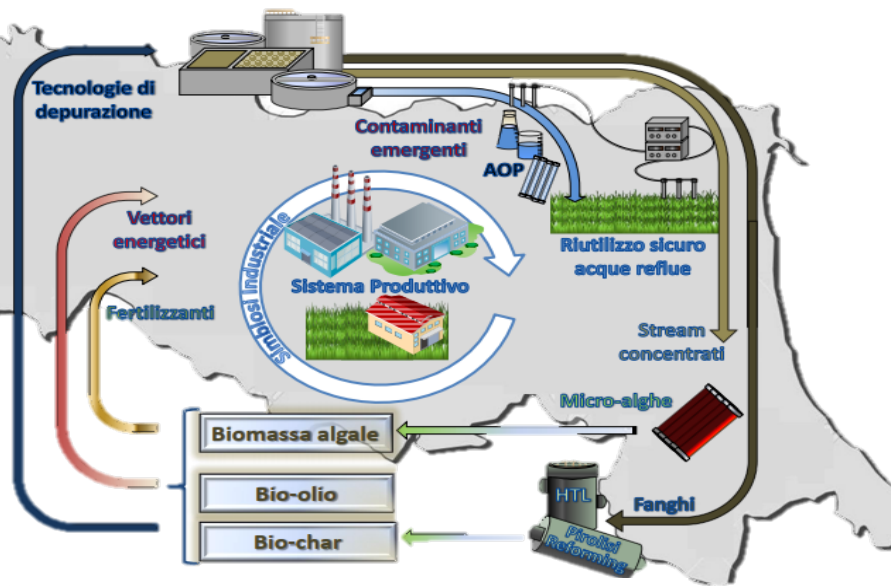 Tecnologie di
depurazione
Contaminanti
emergenti
AOP
Vettori
energetici
Riutilizzo sicuro
acque reflue
Simbiosi Industriale
Sistema Produttivo
Fertilizzanti
Stream
concentrati
Micro-alghe
Biomassa algale
Bio-olio
HTL
Fanghi
Bio-char
Pirolisi
Reforming